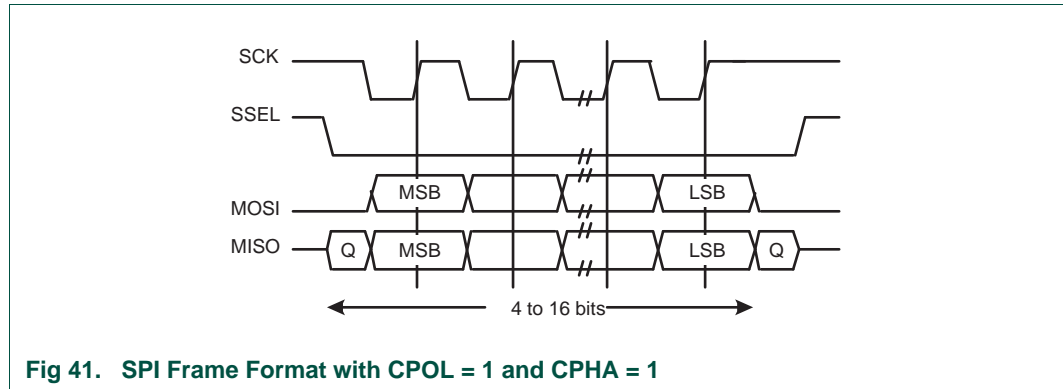 SCK
SSEL
MOSI MSB LSB
MISO Q MSB LSB Q
4 to 16 bits
Fig 41. SPI Frame Format with CPOL = 1 and CPHA = 1